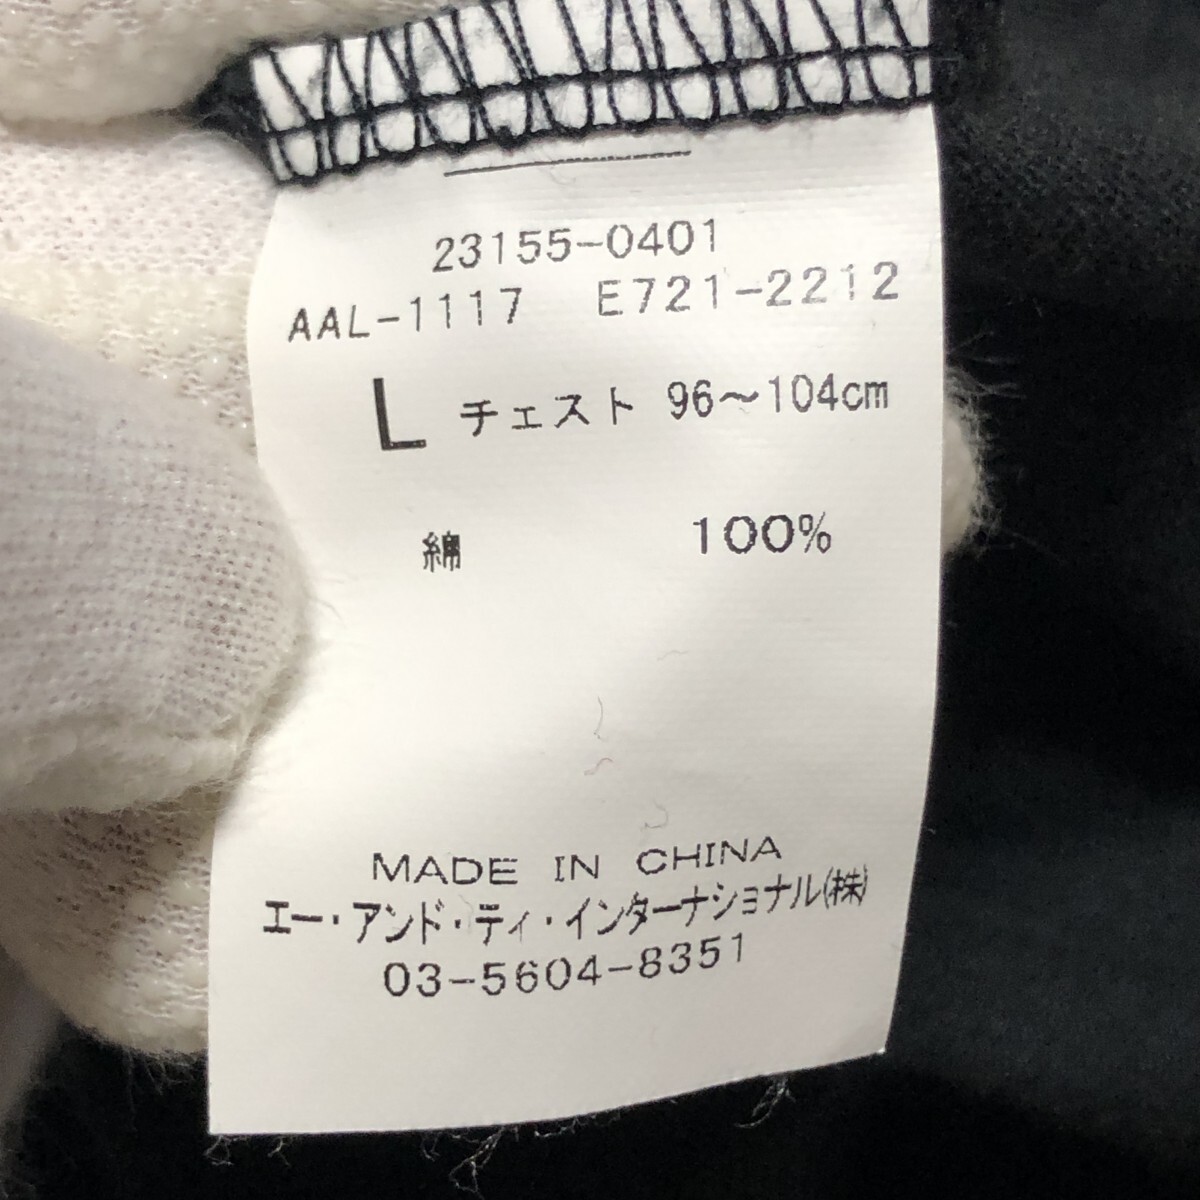 23155-0401
AAL-1117 E721-2212
L チェスト 96～104cm
綿 100%
MADE IN CHINA
エー・アンド・ティ・インターナショナル(株)
03-5604-8351